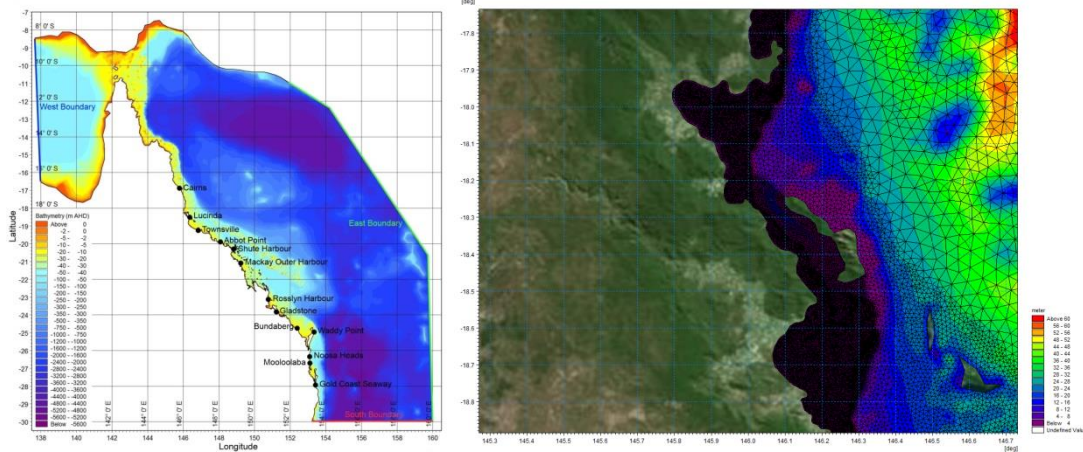 [deg]
-7
-8
-9
-10
-11
-12
-13
-14
-15
-16
-17
-18
-19
-20
-21
-22
-23
-24
-25
-26
-27
-28
-29
-30
8° 0' S
10° 0' S
12° 0' S
14° 0' S
16° 0' S
18° 0' S
West Boundary
East Boundary
South Boundary
Cairns
Lucinda
Townsville
Abbot Point
Shute Harbour
Mackay Outer Harbour
Rosslyn Harbour
Gladstone
Bundaberg
Waddy Point
Noosa Heads
Mooloolaba
Gold Coast Seaway
Bathymetry (m AHD)
Above 0
-2 - 0
-5 - -2
-10 - -5
-20 - -10
-30 - -20
-40 - -30
-50 - -40
-100 - -50
-150 - -100
-200 - -150
-250 - -200
-300 - -250
-350 - -300
-500 - -350
-750 - -500
-1000 - -750
-1200 - -1000
-1600 - -1200
-2000 - -1600
-2400 - -2000
-2800 - -2400
-3600 - -2800
-4400 - -3600
-4800 - -4400
-5200 - -4800
-5600 - -5200
Below -5600
142° 0' E
144° 0' E
146° 0' E
148° 0' E
150° 0' E
152° 0' E
138 140 142 144 146 148 150 152 154 156 158 160
Longitude
Latitude
-17.8
-17.9
-18.0
-18.1
-18.2
-18.3
-18.4
-18.5
-18.6
-18.7
-18.8
145.3 145.4 145.5 145.6 145.7 145.8 145.9 146.0 146.1 146.2 146.3 146.4 146.5 146.6 146.7
[deg]
meter
Above 60
56 - 60
52 - 56
48 - 52
44 - 48
40 - 44
36 - 40
32 - 36
28 - 32
24 - 28
20 - 24
16 - 20
12 - 16
8 - 12
4 - 8
Below 4
Undefined Valu